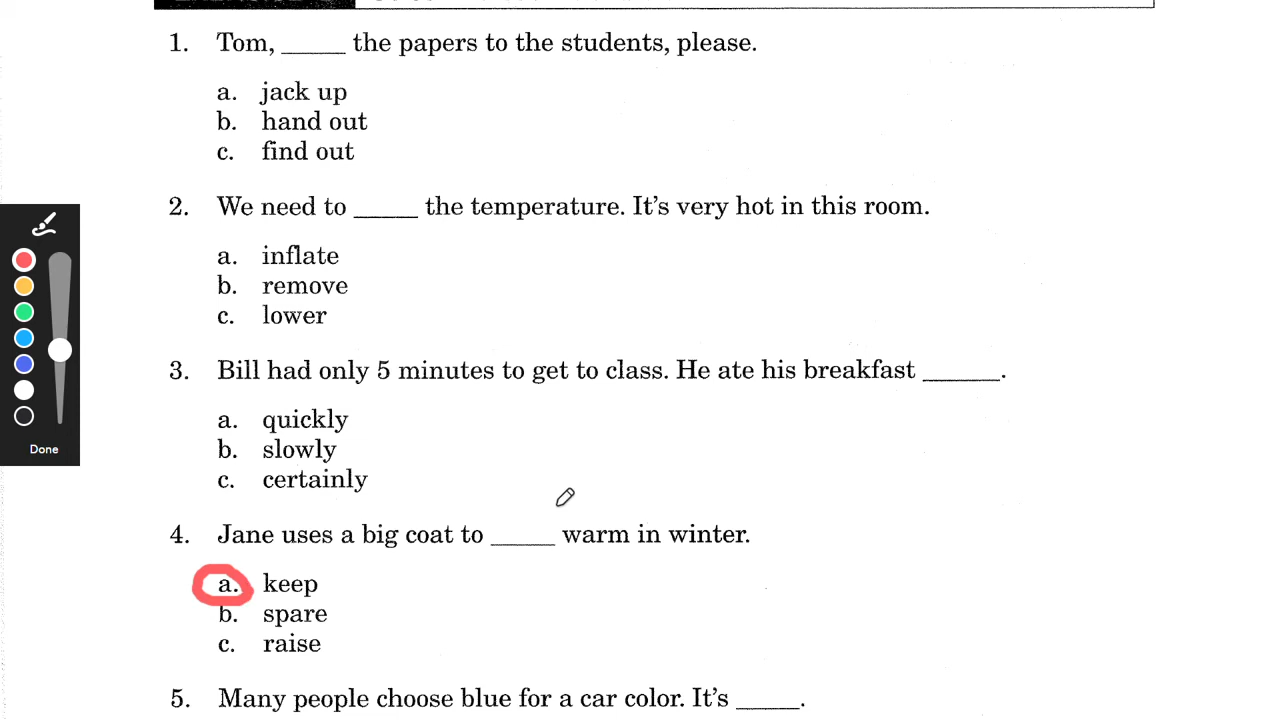 1. Tom, _____ the papers to the students, please.
a. jack up
b. hand out
c. find out
2. We need to _____ the temperature. It's very hot in this room.
a. inflate
b. remove
c. lower
3. Bill had only 5 minutes to get to class. He ate his breakfast ______.
a. quickly
b. slowly
c. certainly
Done
4. Jane uses a big coat to _____ warm in winter.
a. keep
b. spare
c. raise
5. Many people choose blue for a car color. It's _____.